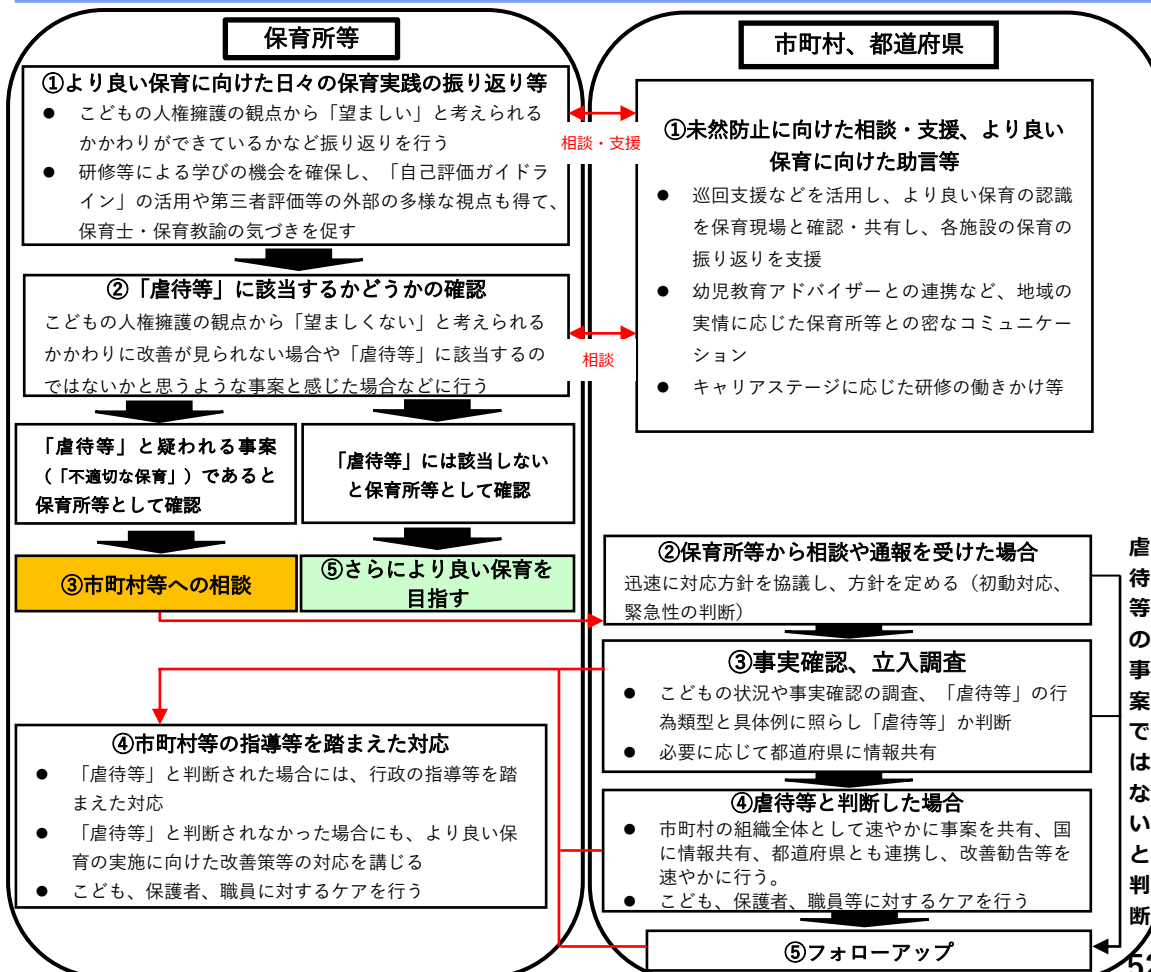 保育所等
①より良い保育に向けた日々の保育実践の振り返り等
● こどもの人権擁護の観点から「望ましい」と考えられる
かかわりができているかなど振り返りを行う
● 研修等による学びの機会を確保し、「自己評価ガイドラ
イン」の活用や第三者評価等の外部の多様な視点も得て、
保育士・保育教諭の気づきを促す
②「虐待等」に該当するかどうかの確認
こどもの人権擁護の観点から「望ましくない」と考えられる
かかわりに改善が見られない場合や「虐待等」に該当するの
ではないかと思うような事案と感じた場合などに行う
「虐待等」と疑われる事案
(「不適切な保育」)であると
保育所等として確認
「虐待等」には該当しない
と保育所等として確認
③市町村等への相談
⑤さらにより良い保育を
目指す
④市町村等の指導等を踏まえた対応
● 「虐待等」と判断された場合には、行政の指導等を踏
まえた対応
● 「虐待等」と判断されなかった場合にも、より良い保
育の実施に向けた改善策等の対応を講じる
● こども、保護者、職員に対するケアを行う
相談・支援
相談
市町村、都道府県
①未然防止に向けた相談・支援、より良い
保育に向けた助言等
● 巡回支援などを活用し、より良い保育の認識
を保育現場と確認・共有し、各施設の保育の
振り返りを支援
● 幼児教育アドバイザーとの連携など、地域の
実情に応じた保育所等との密なコミュニケー
ション
● キャリアステージに応じた研修の働きかけ等
②保育所等から相談や通報を受けた場合
迅速に対応方針を協議し、方針を定める（初動対応、
緊急性の判断）
③事実確認、立入調査
● こどもの状況や事実確認の調査、「虐待等」の行
為類型と具体例に照らし「虐待等」か判断
● 必要に応じて都道府県に情報共有
④虐待等と判断した場合
● 市町村の組織全体として速やかに事案を共有、国
に情報共有、都道府県とも連携し、改善勧告等を
速やかに行う。
● こども、保護者、職員等に対するケアを行う
⑤フォローアップ
虐待等の事案ではないと判断